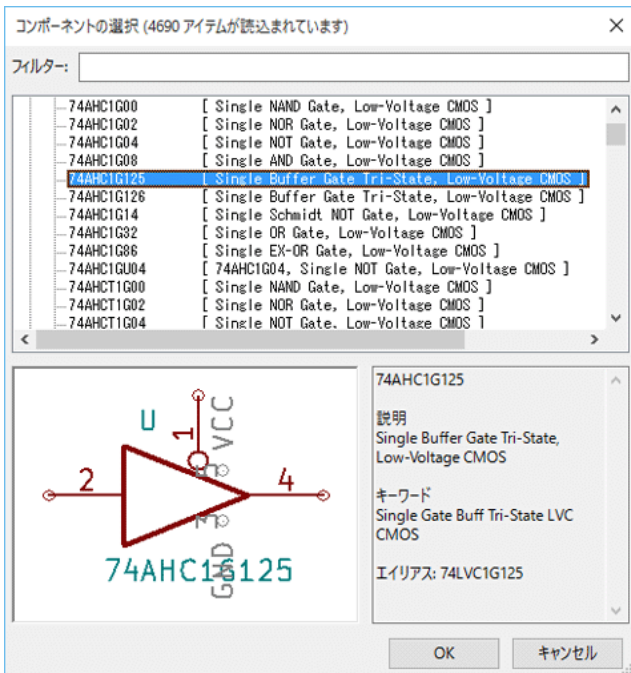 コンポーネントの選択 (4690 アイテムが読込まれています)
フィルター:
74AHC1G00 [ Single NAND Gate, Low-Voltage CMOS ]
74AHC1G02 [ Single NOR Gate, Low-Voltage CMOS ]
74AHC1G04 [ Single NOT Gate, Low-Voltage CMOS ]
74AHC1G08 [ Single AND Gate, Low-Voltage CMOS ]
74AHC1G125 [ Single Buffer Gate Tri-State, Low-Voltage CMOS ]
74AHC1G126 [ Single Buffer Gate Tri-State, Low-Voltage CMOS ]
74AHC1G14 [ Single Schmidt NOT Gate, Low-Voltage CMOS ]
74AHC1G32 [ Single OR Gate, Low-Voltage CMOS ]
74AHC1G86 [ Single EX-OR Gate, Low-Voltage CMOS ]
74AHC1GU04 [ 74AHC1G04, Single NOT Gate, Low-Voltage CMOS ]
74AHCT1G00 [ Single NAND Gate, Low-Voltage CMOS ]
74AHCT1G02 [ Single NOR Gate, Low-Voltage CMOS ]
74AHCT1G04 [ Single NOT Gate, Low-Voltage CMOS ]
U
1
VCC
5
2
4
3
GND
74AHC1G125
74AHC1G125
説明
Single Buffer Gate Tri-State,
Low-Voltage CMOS
キーワード
Single Gate Buff Tri-State LVC
CMOS
エイリアス: 74LVC1G125
OK
キャンセル